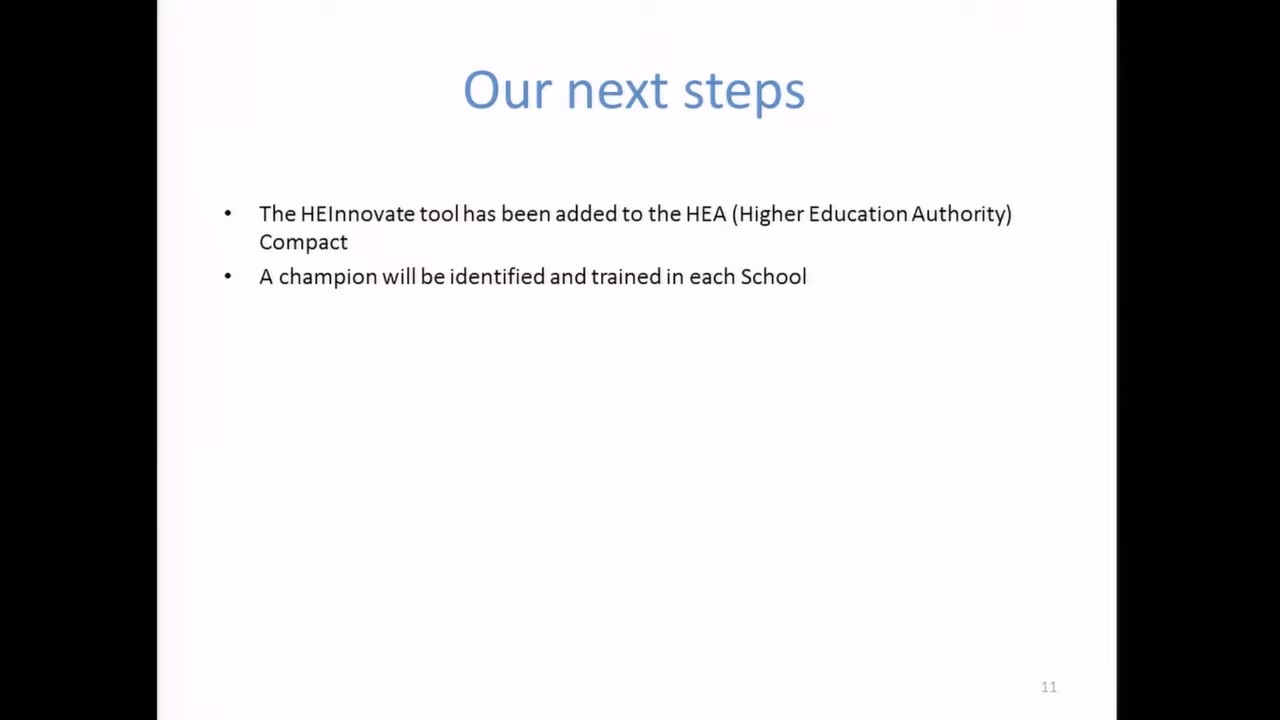 Our next steps
• The HEInnovate tool has been added to the HEA (Higher Education Authority)
Compact
• A champion will be identified and trained in each School
11